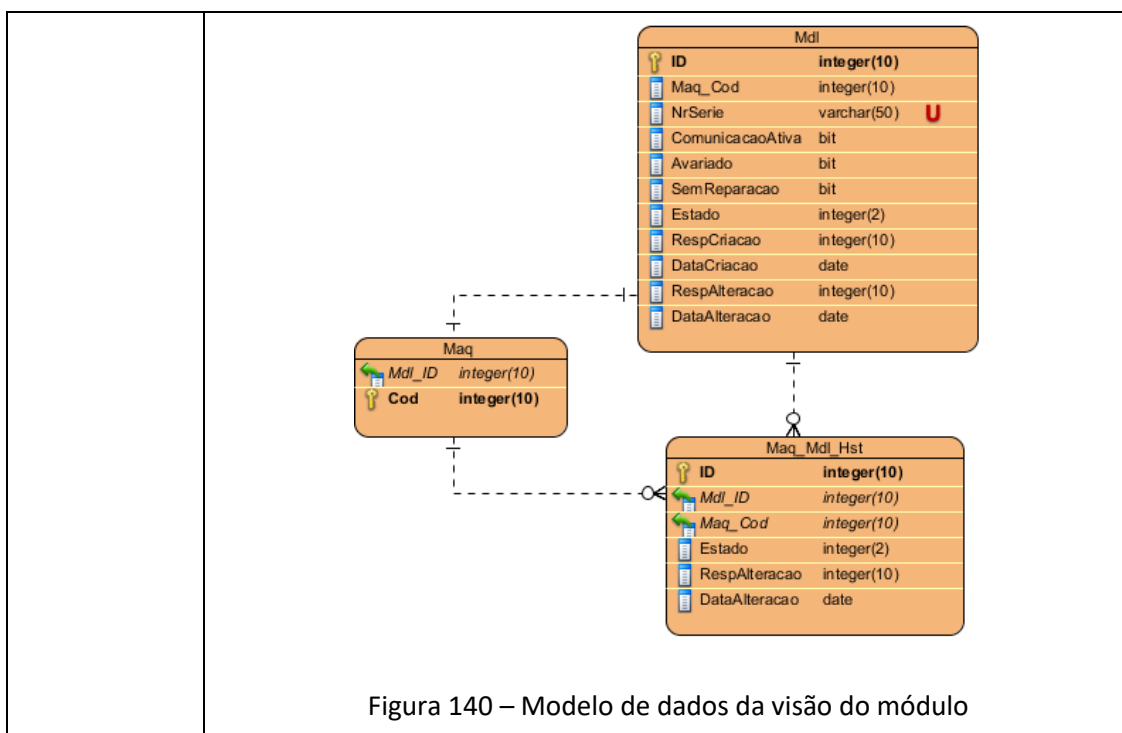 Mdl
ID integer(10)
Maq_Cod integer(10)
NrSerie varchar(50) U
ComunicacaoAtiva bit
Avariado bit
SemReparacao bit
Estado integer(2)
RespCriacao integer(10)
DataCriacao date
RespAlteracao integer(10)
DataAlteracao date
Maq
Mdl_ID integer(10)
Cod integer(10)
Maq_Mdl_Hst
ID integer(10)
Mdl_ID integer(10)
Maq_Cod integer(10)
Estado integer(2)
RespAlteracao integer(10)
DataAlteracao date
Figura 140 – Modelo de dados da visão do módulo